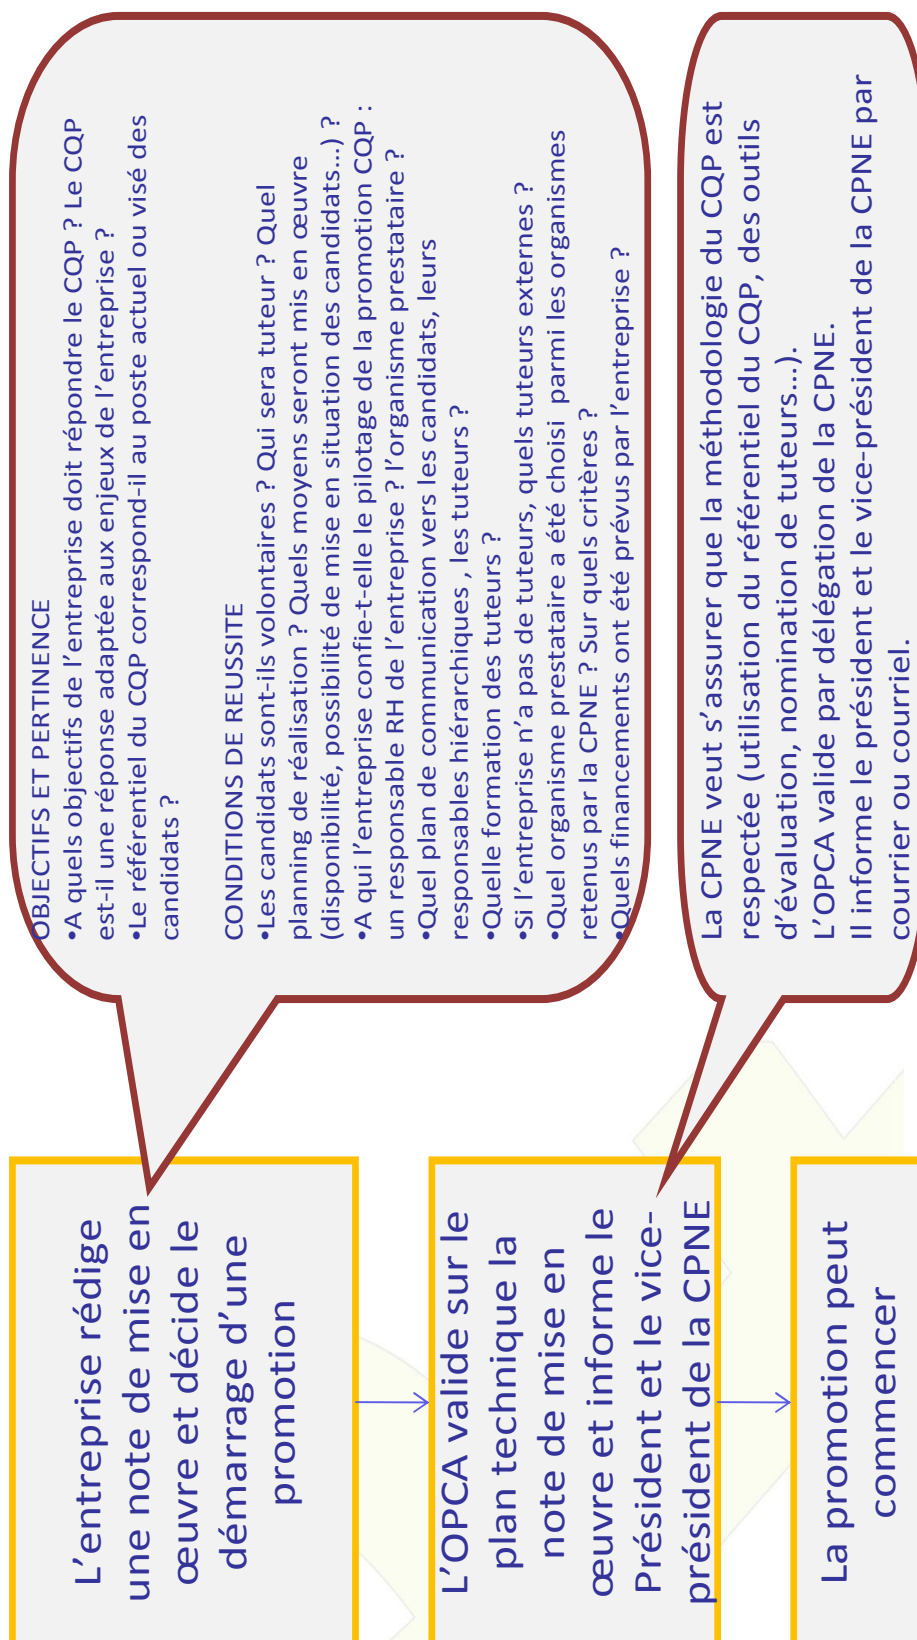 L'entreprise rédige
une note de mise en
œuvre et décide le
démarrage d'une
promotion
OBJECTIFS ET PERTINENCE
•A quels objectifs de l'entreprise doit répondre le CQP ? Le CQP
est-il une réponse adaptée aux enjeux de l'entreprise ?
•Le référentiel du CQP correspond-il au poste actuel ou visé des
candidats ?
CONDITIONS DE REUSSITE
•Les candidats sont-ils volontaires ? Qui sera tuteur ? Quel
planning de réalisation ? Quels moyens seront mis en œuvre
(disponibilité, possibilité de mise en situation des candidats...) ?
•A qui l'entreprise confie-t-elle le pilotage de la promotion CQP :
un responsable RH de l'entreprise ? l'organisme prestataire ?
•Quel plan de communication vers les candidats, leurs
responsables hiérarchiques , les tuteurs ?
•Quelle formation des tuteurs ?
•Si l'entreprise n'a pas de tuteurs, quels tuteurs externes ?
•Quel organisme prestataire a été choisi  parmi les organismes
retenus par la CPNE ? Sur quels critères ?
•Quels financements ont été prévus par l'entreprise ?
L'OPCA valide sur le
plan technique la
note de mise en
œuvre et informe le
Président et le vice-
président de la CPNE
La CPNE veut s'assurer que la méthodologie du CQP est
respectée (utilisation du référentiel du CQP, des outils
d'évaluation, nomination de tuteurs...).
L'OPCA valide  par délégation de la CPNE.
Il informe le président et le vice-président de la CPNE par
courrier ou courriel.
La promotion peut
commencer